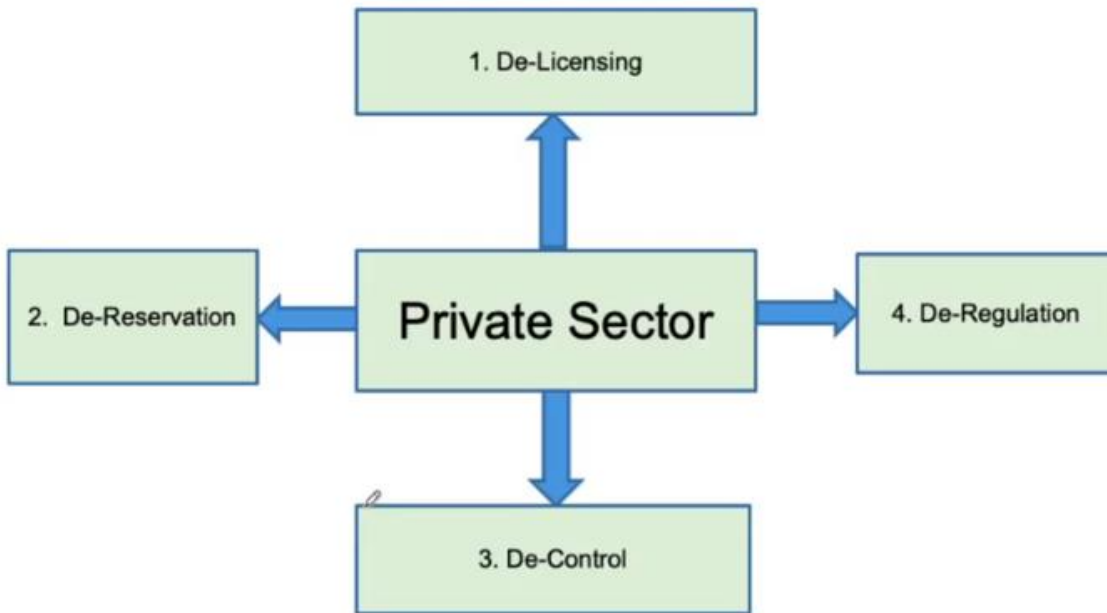 1. De-Licensing
2. De-Reservation
Private Sector
4. De-Regulation
3. De-Control